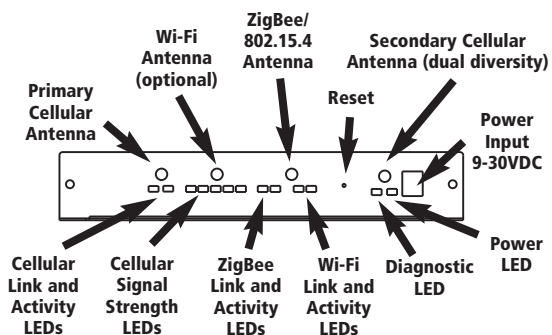 Primary
Cellular
Antenna
Wi-Fi
Antenna
(optional)
ZigBee/
802.15.4
Antenna
Reset
Secondary Cellular
Antenna (dual diversity)
Power
Input
9-30VDC
Cellular
Link and
Activity
LEDs
Cellular
Signal
Strength
LEDs
ZigBee
Link and
Activity
LEDs
Wi-Fi
Link and
Activity
LEDs
Diagnostic
LED
Power
LED